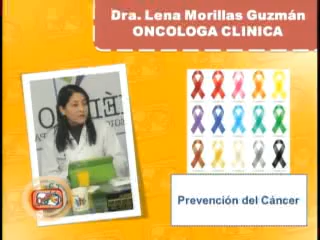 Dra. Lena Morillas Guzmán
ONCOLOGA CLINICA
Prevención del Cáncer